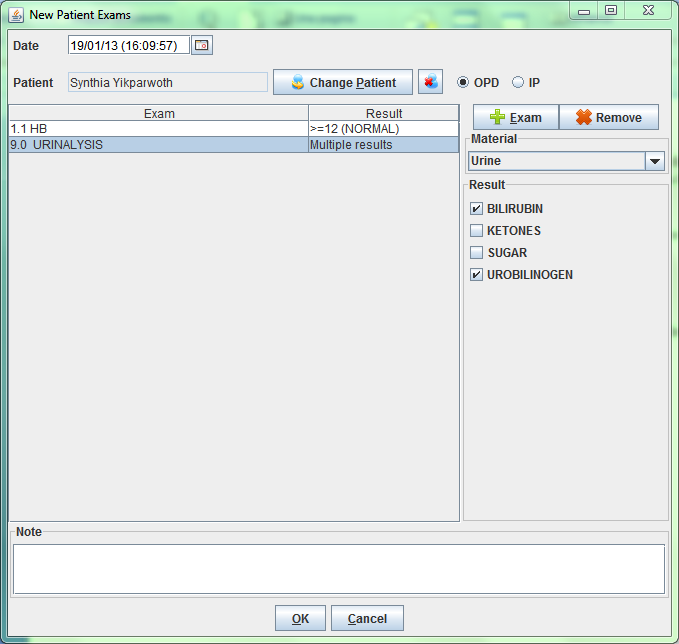 New Patient Exams
Date 19/01/13 (16:09:57)
Patient Synthia Yikparwoth Change Patient OPD IP
Exam Result
1.1 HB >=12 (NORMAL)
9.0 URINALYSIS Multiple results
Exam Remove
Material
Urine
Result
BILIRUBIN
KETONES
SUGAR
UROBILINOGEN
Note
OK Cancel